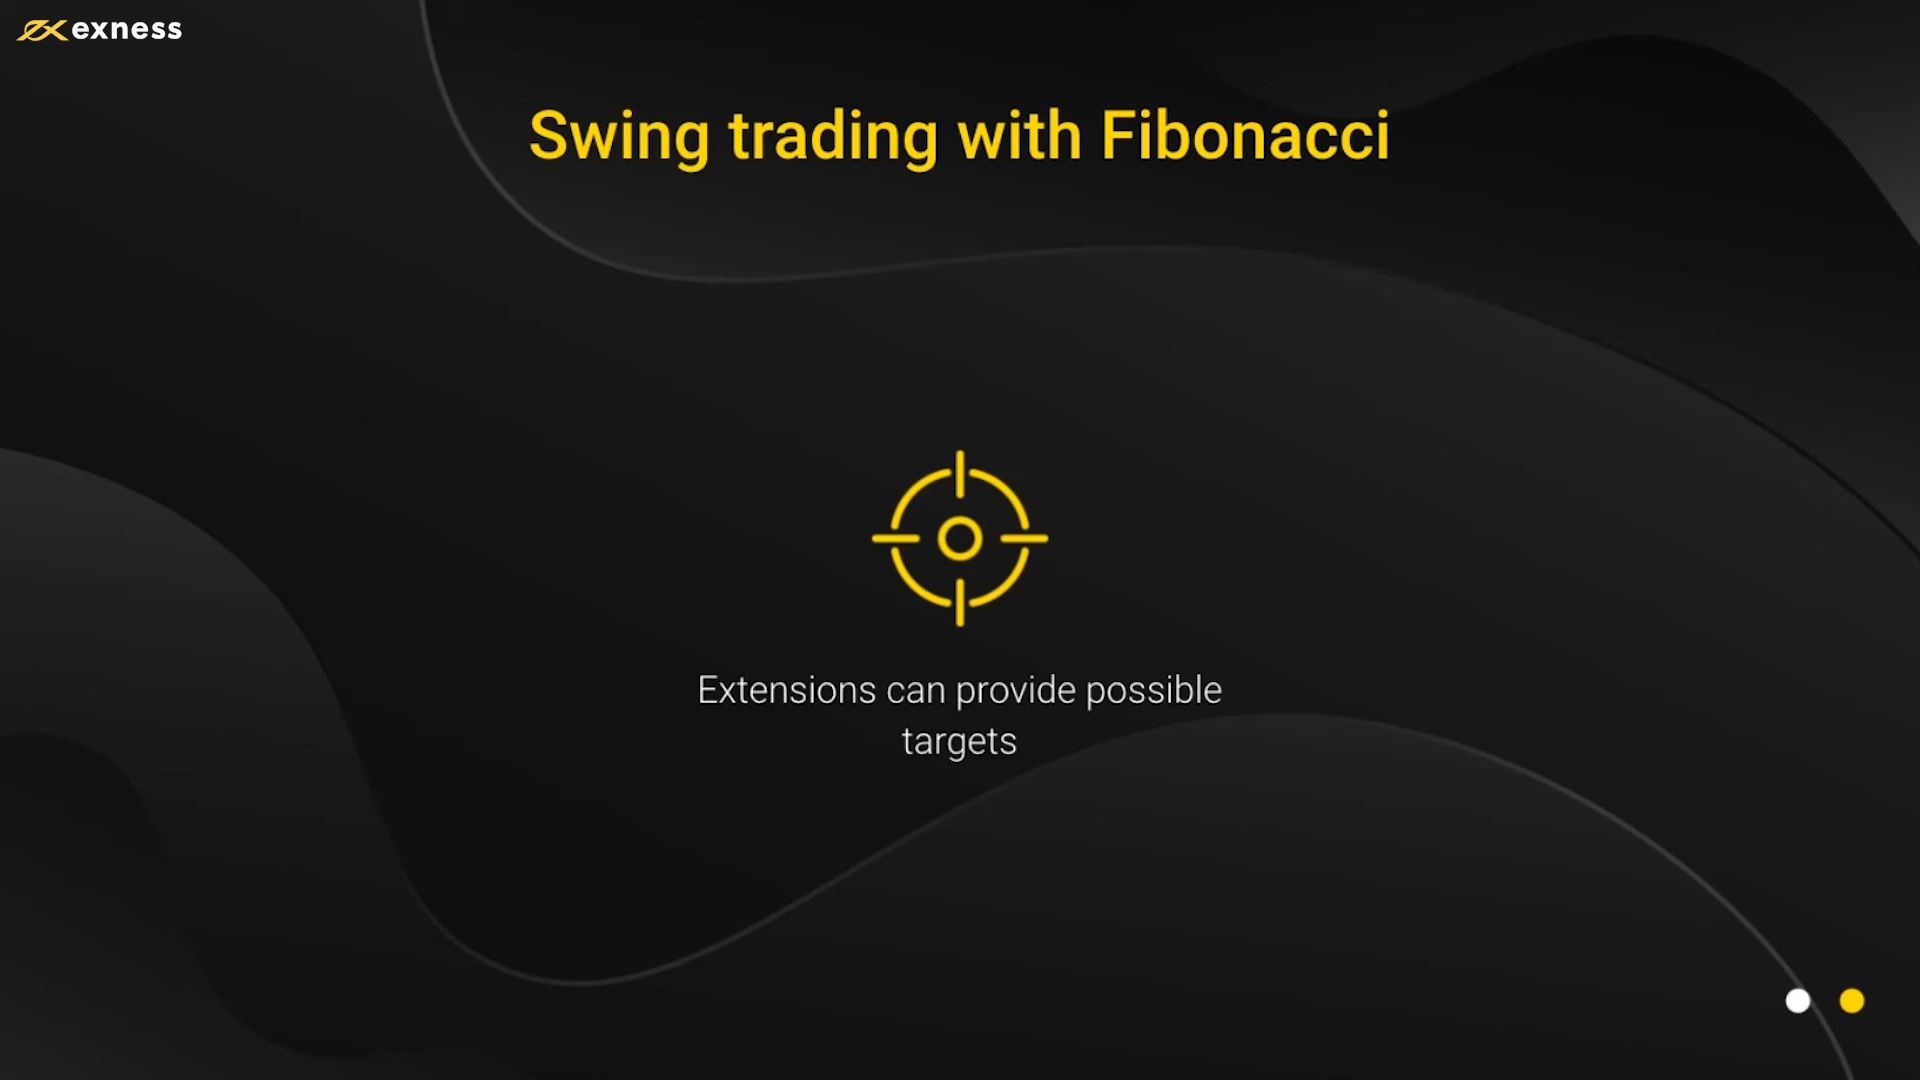 exness
Swing trading with Fibonacci
Extensions can provide possible
targets